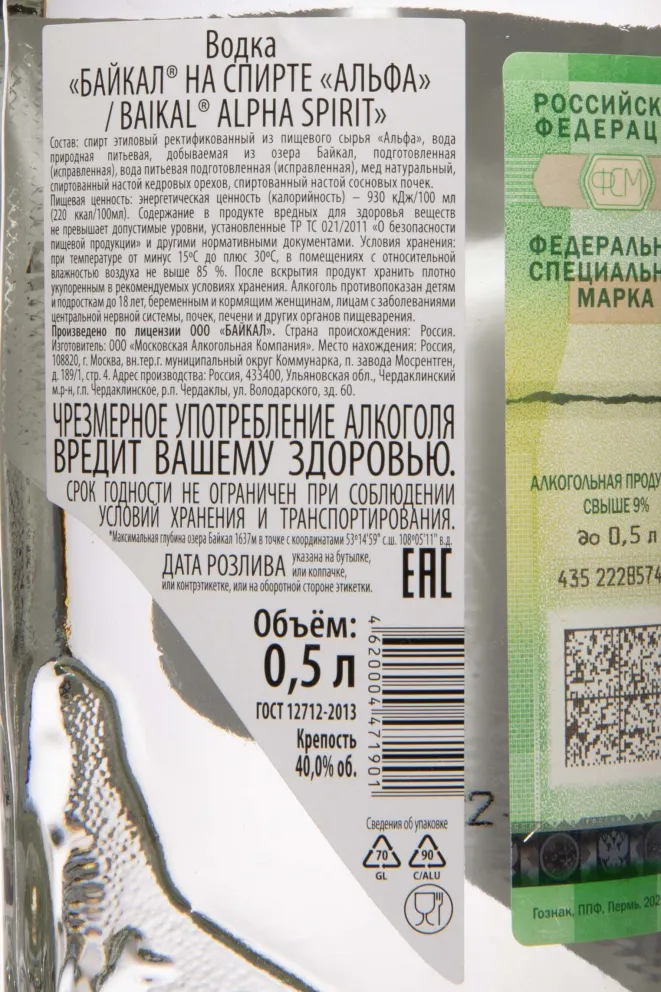 Водка
«БАЙКАЛ® НА СПИРТЕ «АЛЬФА»
/ BAIKAL® ALPHA SPIRIT»
Состав: спирт этиловый ректификованный из пищевого сырья «Альфа», вода
природная питьевая, добываемая из озера Байкал, подготовленная
(исправленная), вода питьевая подготовленная (исправленная), мед натуральный,
спиртованный настой кедровых орехов, спиртованный настой сосновых почек.
Пищевая ценность: энергетическая ценность (калорийность) – 930 кДж/100 мл
(220 ккал/100мл). Содержание в продукте вредных для здоровья веществ
не превышает допустимые уровни, установленные ТР ТС 021/2011 «О безопасности
пищевой продукции» и другими нормативными документами. Условия хранения:
при температуре от минус 15ºС до плюс 30ºС, в помещениях с относительной
влажностью воздуха не выше 85 %. После вскрытия продукт хранить плотно
укупоренным в рекомендуемых условиях хранения. Алкоголь противопоказан детям
и подросткам до 18 лет, беременным и кормящим женщинам, лицам с заболеваниями
центральной нервной системы, почек, печени и других органов пищеварения.
Произведено по лицензии ООО «БАЙКАЛ». Страна происхождения: Россия.
Изготовитель: ООО «Московская Алкогольная Компания». Место нахождения: Россия,
108820, г. Москва, вн.тер.г. муниципальный округ Коммунарка, п. завода Мосрентген,
д. 189/1, стр. 4. Адрес производства: Россия, 433400, Ульяновская обл., Чердаклинский
м.р-н, г.п. Чердаклинское, р.п. Чердаклы, ул. Володарского, зд. 60.
ЧРЕЗМЕРНОЕ УПОТРЕБЛЕНИЕ АЛКОГОЛЯ
ВРЕДИТ ВАШЕМУ ЗДОРОВЬЮ.
СРОК ГОДНОСТИ НЕ ОГРАНИЧЕН ПРИ СОБЛЮДЕНИИ
УСЛОВИЙ ХРАНЕНИЯ И ТРАНСПОРТИРОВАНИЯ.
*Максимальная глубина озера Байкал 1637м в точке с координатами 53°14'59" с.ш. 108°05'11" в.д.
ДАТА РОЗЛИВА указана на бутылке,
или колпачке,
или контрэтикетке, или на оборотной стороне этикетки.
EAC
Объём:
0,5 л
ГОСТ 12712-2013
Крепость
40,0% об.
4620004471901
Сведения об упаковке
70
GL
90
C/ALU
2
РОССИЙСК
ФЕДЕРАЦ
ФСМ
ФЕДЕРАЛЬН
СПЕЦИАЛЬН
МАРКА
АЛКОГОЛЬНАЯ ПРОДУ
СВЫШЕ 9%
до 0,5 л
435 2228574
Гознак, ППФ, Пермь, 202